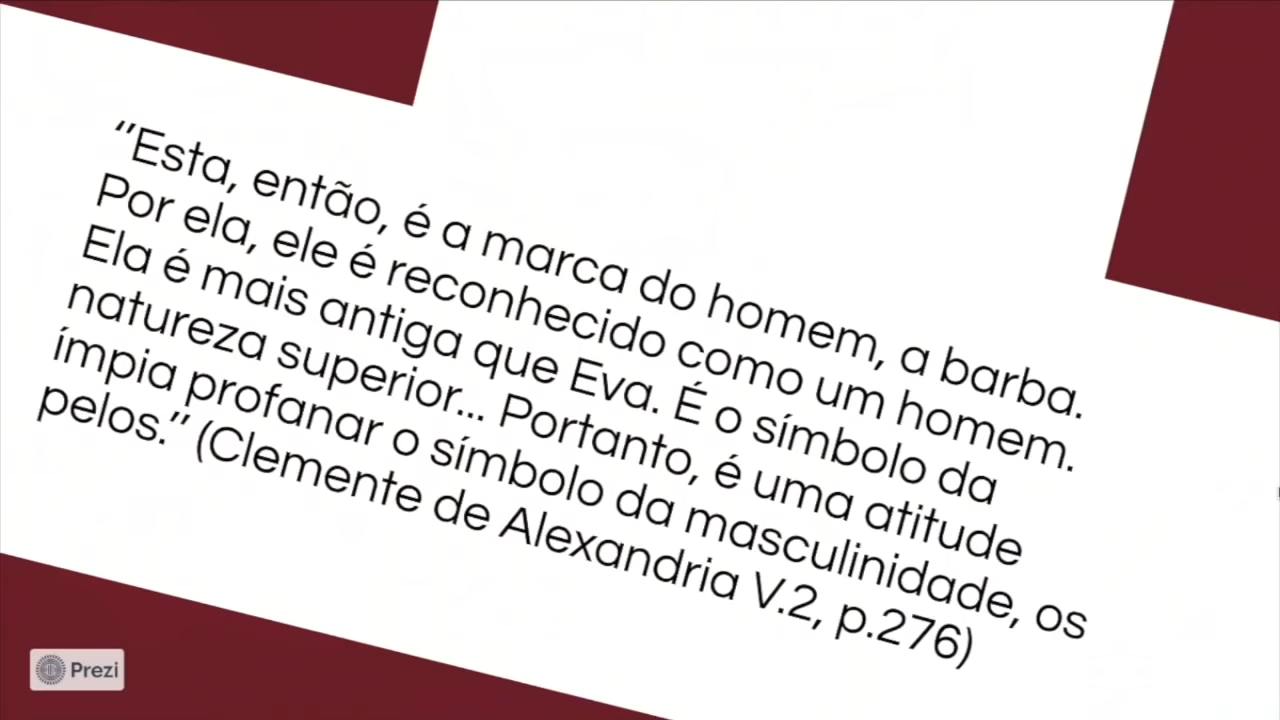 “Esta, então, é a marca do homem, a barba.
Por ela, ele é reconhecido como um homem.
Ela é mais antiga que Eva. É o símbolo da
natureza superior... Portanto, é uma atitude
ímpia profanar o símbolo da masculinidade, os
pelos.” (Clemente de Alexandria V.2, p.276)
Prezi